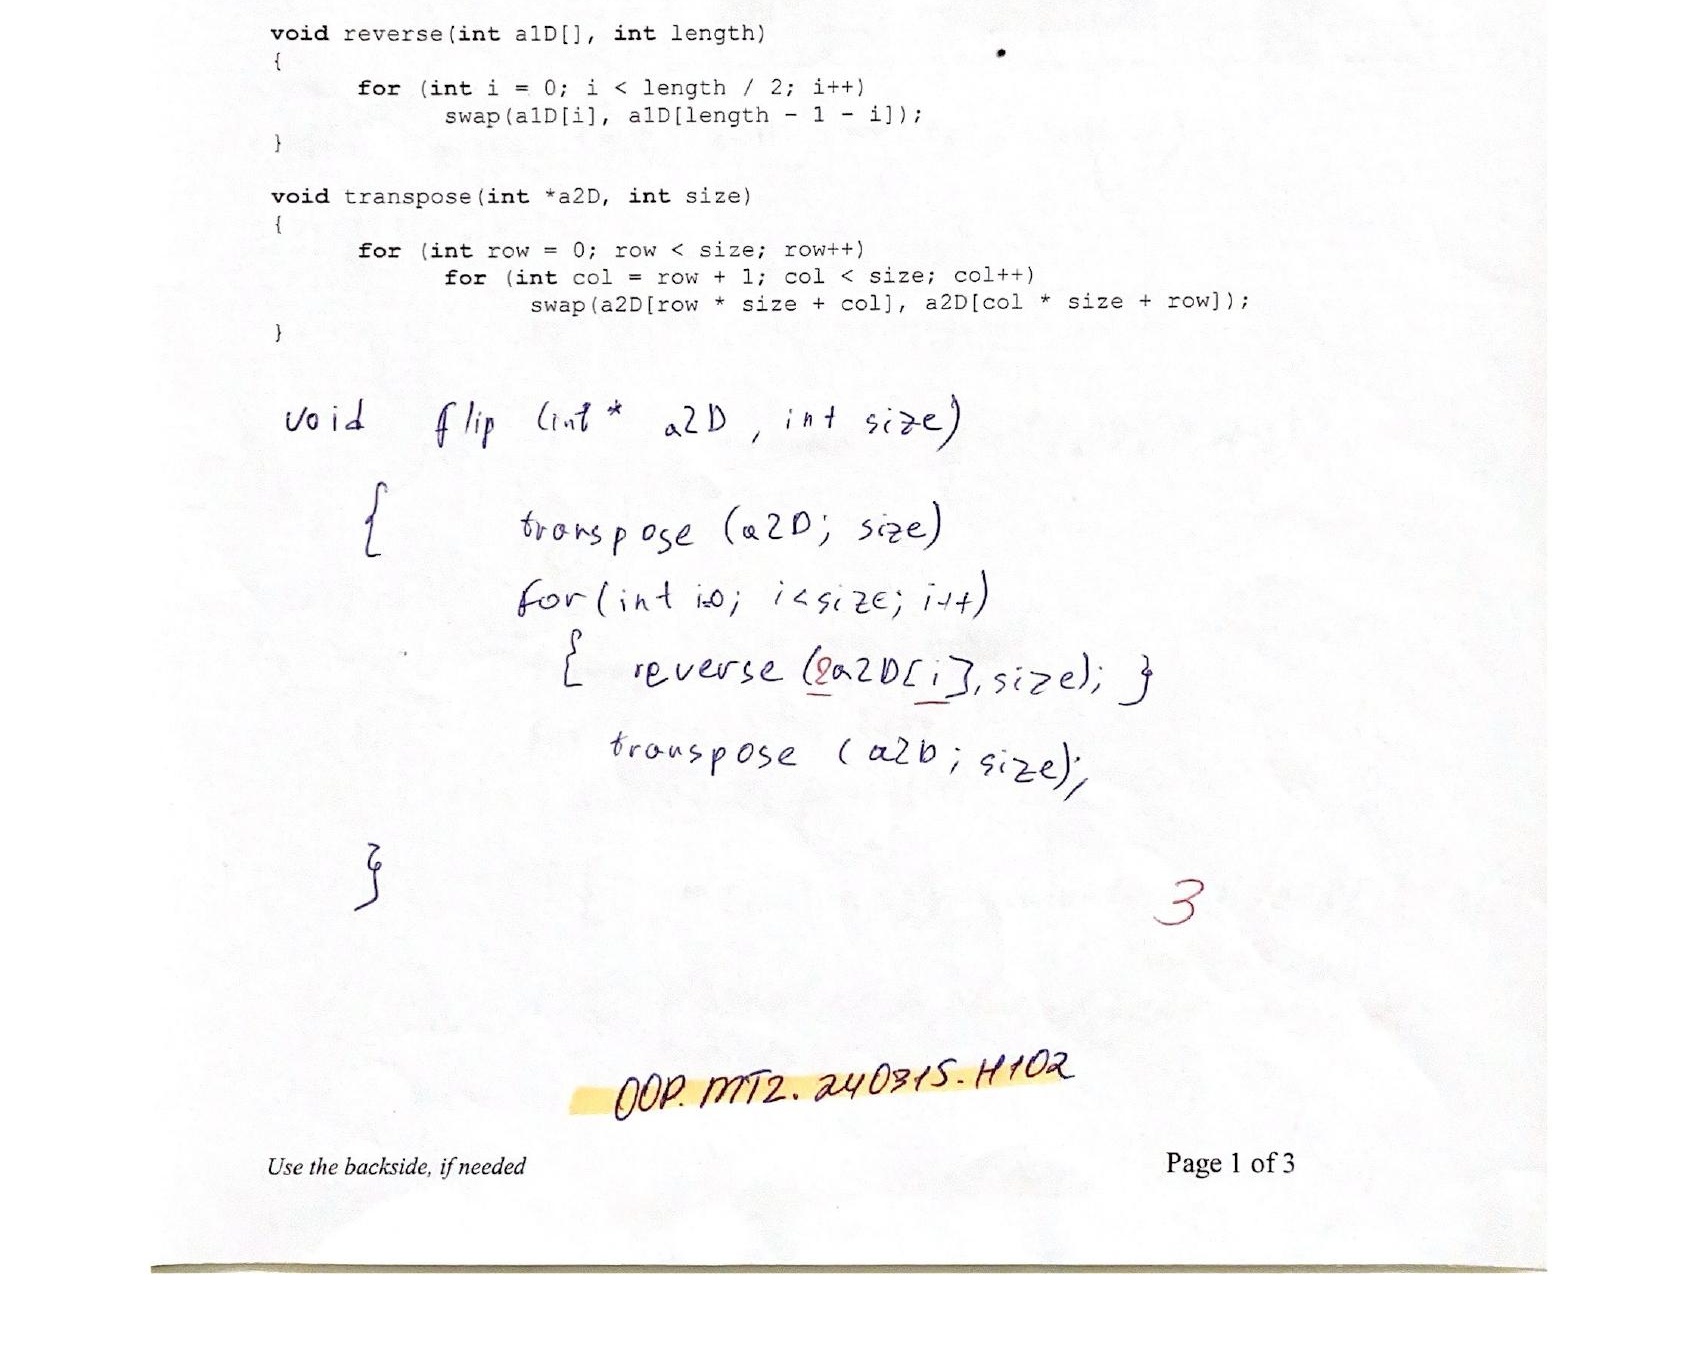 void reverse(int a1D[], int length)
{
for (int i = 0; i < length / 2; i++)
swap(a1D[i], a1D[length - 1 - i]);
}
void transpose(int *a2D, int size)
{
for (int row = 0; row < size; row++)
for (int col = row + 1; col < size; col++)
swap(a2D[row * size + col], a2D[col * size + row]);
}
void flip (int * a2D, int size)
{ transpose (a2D; size)
for (int i=0; i<size; i++)
{ reverse (&a2D[i], size); }
transpose (a2D; size);
}
3
OOP. MT2. 240315. H102
Use the backside, if needed Page 1 of 3